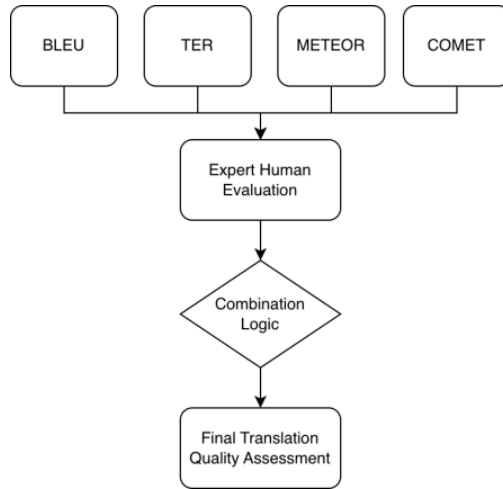 BLEU
TER
METEOR
COMET
Expert Human
Evaluation
Combination
Logic
Final Translation
Quality Assessment